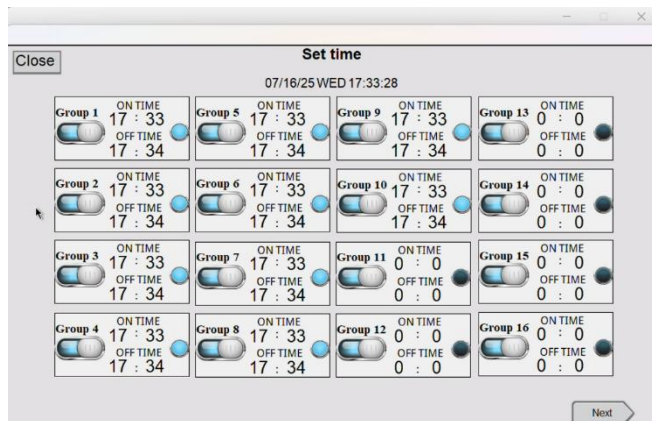 Close
Set time
07/16/25 WED 17:33:28
Group 1
ON TIME
17 : 33
OFF TIME
17 : 34
Group 5
ON TIME
17 : 33
OFF TIME
17 : 34
Group 9
ON TIME
17 : 33
OFF TIME
17 : 34
Group 13
ON TIME
0 : 0
OFF TIME
0 : 0
Group 2
ON TIME
17 : 33
OFF TIME
17 : 34
Group 6
ON TIME
17 : 33
OFF TIME
17 : 34
Group 10
ON TIME
17 : 33
OFF TIME
17 : 34
Group 14
ON TIME
0 : 0
OFF TIME
0 : 0
Group 3
ON TIME
17 : 33
OFF TIME
17 : 34
Group 7
ON TIME
17 : 33
OFF TIME
17 : 34
Group 11
ON TIME
0 : 0
OFF TIME
0 : 0
Group 15
ON TIME
0 : 0
OFF TIME
0 : 0
Group 4
ON TIME
17 : 33
OFF TIME
17 : 34
Group 8
ON TIME
17 : 33
OFF TIME
17 : 34
Group 12
ON TIME
0 : 0
OFF TIME
0 : 0
Group 16
ON TIME
0 : 0
OFF TIME
0 : 0
Next